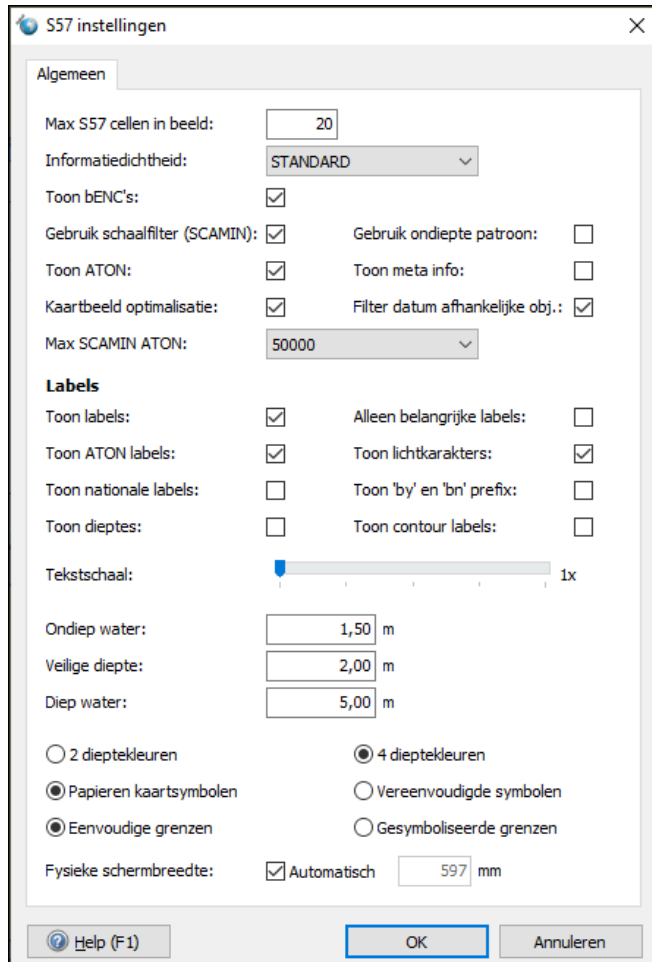 S57 instellingen
Algemeen
Max S57 cellen in beeld: 20
Informatiedichtheid: STANDARD
Toon bENC's:
Gebruik schaalfilter (SCAMIN): Gebruik ondiepte patroon:
Toon ATON: Toon meta info:
Kaartbeeld optimalisatie: Filter datum afhankelijke obj.:
Max SCAMIN ATON: 50000
Labels
Toon labels: Alleen belangrijke labels:
Toon ATON labels: Toon lichtkarakters:
Toon nationale labels: Toon 'by' en 'bn' prefix:
Toon dieptes: Toon contour labels:
Tekstschaal: 1x
Ondiep water: 1,50 m
Veilige diepte: 2,00 m
Diep water: 5,00 m
2 dieptekleuren 4 dieptekleuren
Papieren kaartsymbolen Vereenvoudigde symbolen
Eenvoudige grenzen Gesymboliseerde grenzen
Fysieke schermbreedte: Automatisch 597 mm
Help (F1) OK Annuleren